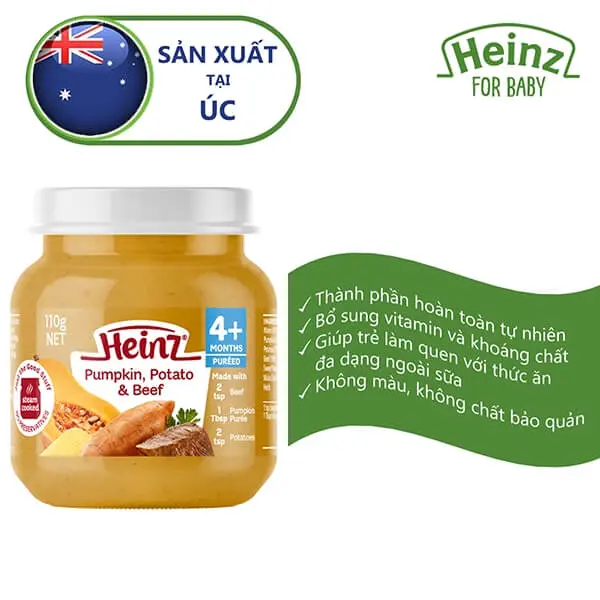 SẢN XUẤT
TẠI
ÚC
Heinz
FOR BABY
110g
NET
Heinz
4+
MONTHS
PURÉED
Pumpkin, Potato
& Beef
Made with
2 tsp Beef
1 Tbsp Pumpkin Purée
2 tsp Potatoes
steam
cooked
Thành phần hoàn toàn tự nhiên
Bổ sung vitamin và khoáng chất
Giúp trẻ làm quen với thức ăn
đa dạng ngoài sữa
Không màu, không chất bảo quản